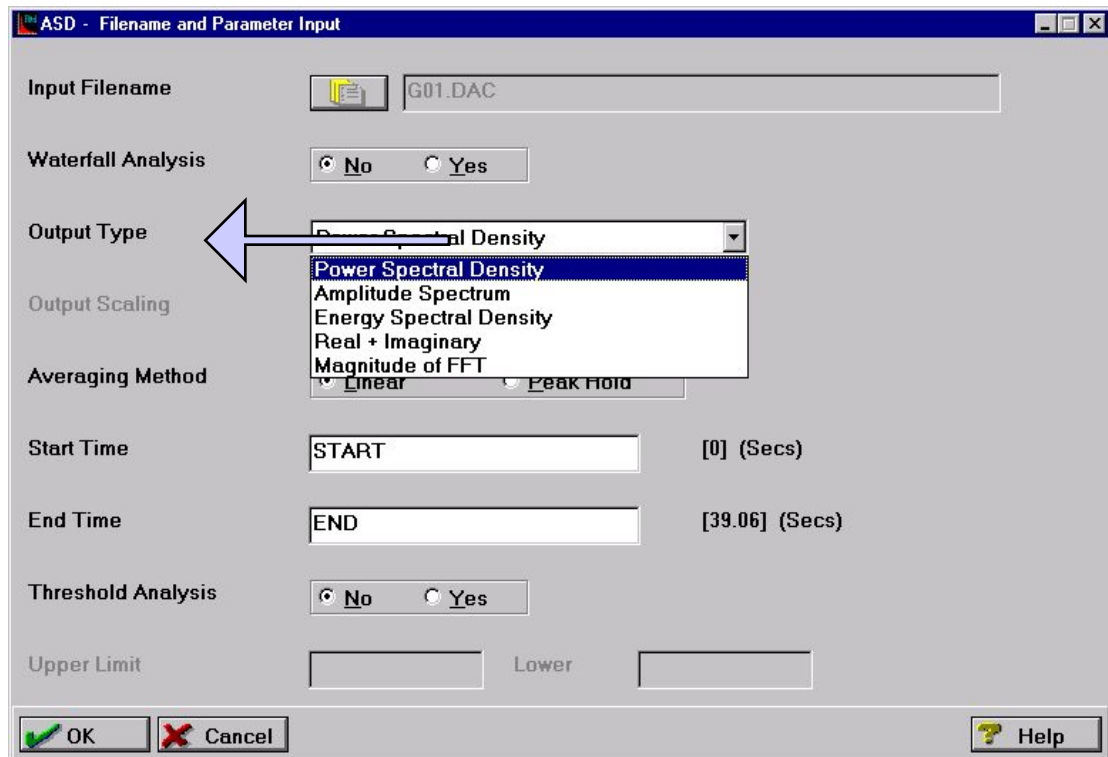 ASD - Filename and Parameter Input
Input Filename
G01.DAC
Waterfall Analysis
No Yes
Output Type
Power Spectral Density
Power Spectral Density
Amplitude Spectrum
Energy Spectral Density
Real + Imaginary
Magnitude of FFT
Output Scaling
Averaging Method
Linear Peak Hold
Start Time
START
[0] (Secs)
End Time
END
[39.06] (Secs)
Threshold Analysis
No Yes
Upper Limit
Lower
OK
Cancel
Help